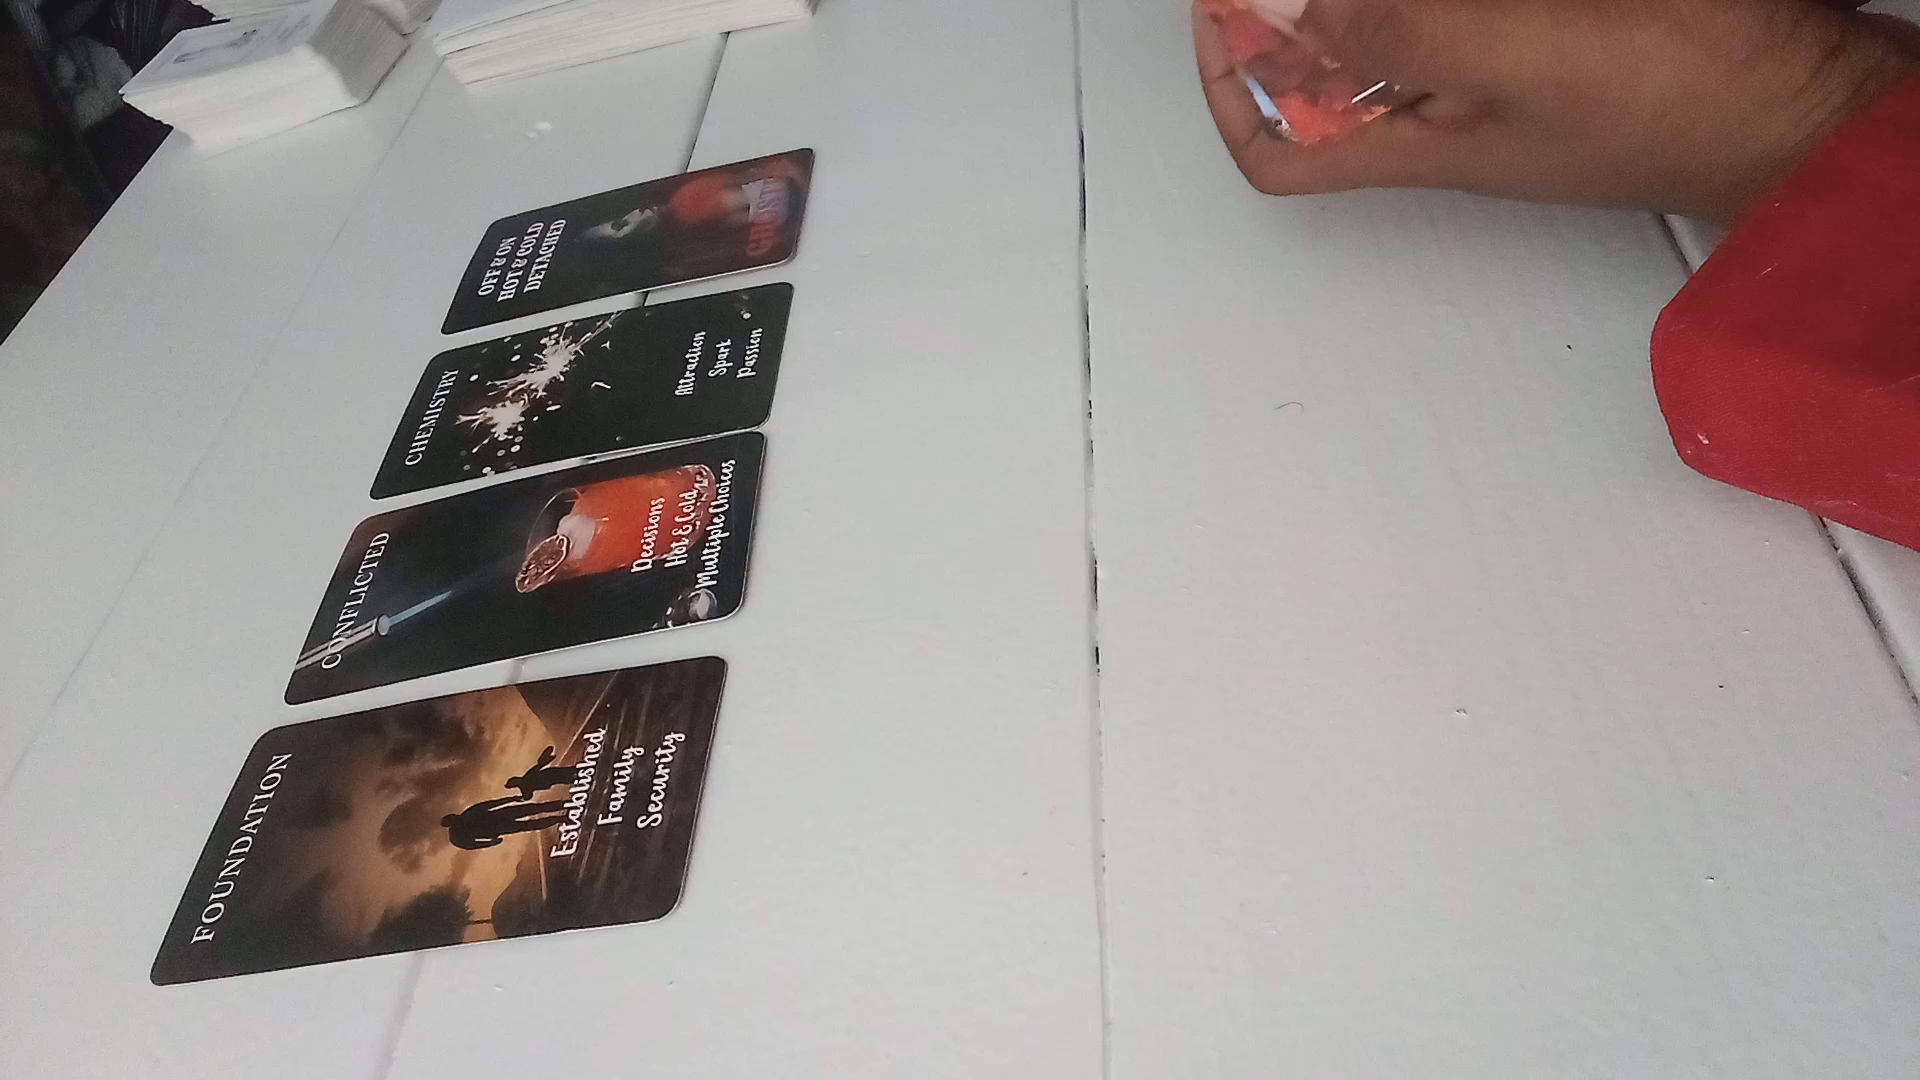 FOUNDATION
Established
Family
Security
CONFLICTED
Decisions
Hot & Cold
Multiple Choices
CHEMISTRY
Attraction
Spark
Passion
OFF & ON
HOT & COLD
DETACHED